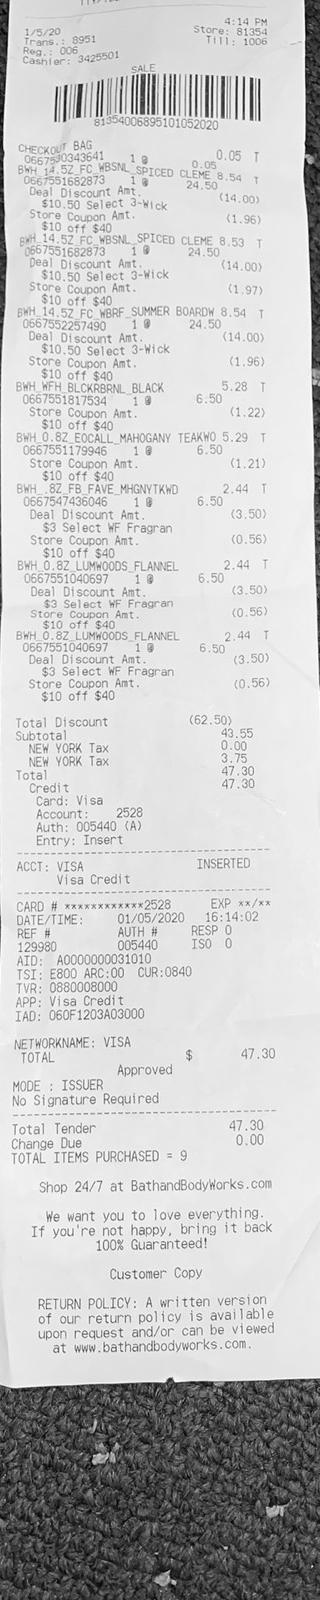 4:14 PM
1/5/20 Store: 81354
Trans.: 8951 Till: 1006
Reg.: 006
Cashier: 3425501
SALE
81354006895101052020
CHECKOUT BAG 0.05 T
0667530343641 1 @ 0.05
BWH_14.5Z_FC_WBSNL_SPICED CLEME 8.54 T
0667551682873 1 @ 24.50
Deal Discount Amt. (14.00)
$10.50 Select 3-Wick
Store Coupon Amt. (1.96)
$10 off $40
BWH_14.5Z_FC_WBSNL_SPICED CLEME 8.53 T
0667551682873 1 @ 24.50
Deal Discount Amt. (14.00)
$10.50 Select 3-Wick
Store Coupon Amt. (1.97)
$10 off $40
BWH_14.5Z_FC_WBRF_SUMMER BOARDW 8.54 T
0667552257490 1 @ 24.50
Deal Discount Amt. (14.00)
$10.50 Select 3-Wick
Store Coupon Amt. (1.96)
$10 off $40
BWH_WFH_BLCKRBRNL_BLACK 5.28 T
0667551817534 1 @ 6.50
Store Coupon Amt. (1.22)
$10 off $40
BWH_0.8Z_EOCALL_MAHOGANY TEAKWO 5.29 T
0667551179946 1 @ 6.50
Store Coupon Amt. (1.21)
$10 off $40
BWH_.8Z_FB_FAVE_MHGNYTKWD 2.44 T
0667547436046 1 @ 6.50
Deal Discount Amt. (3.50)
$3 Select WF Fragran
Store Coupon Amt. (0.56)
$10 off $40
BWH_0.8Z_LUMWOODS_FLANNEL 2.44 T
0667551040697 1 @ 6.50
Deal Discount Amt. (3.50)
$3 Select WF Fragran
Store Coupon Amt. (0.56)
$10 off $40
BWH_0.8Z_LUMWOODS_FLANNEL 2.44 T
0667551040697 1 @ 6.50
Deal Discount Amt. (3.50)
$3 Select WF Fragran
Store Coupon Amt. (0.56)
$10 off $40
Total Discount (62.50)
Subtotal 43.55
NEW YORK Tax 0.00
NEW YORK Tax 3.75
Total 47.30
Credit 47.30
Card: Visa
Account: 2528
Auth: 005440 (A)
Entry: Insert
ACCT: VISA INSERTED
Visa Credit
CARD # ************2528 EXP **/**
DATE/TIME: 01/05/2020 16:14:02
REF # AUTH # RESP 0
129980 005440 ISO 0
AID: A0000000031010
TSI: E800 ARC:00 CUR:0840
TVR: 0880008000
APP: Visa Credit
IAD: 060F1203A03000
NETWORKNAME: VISA
TOTAL $ 47.30
Approved
MODE : ISSUER
No Signature Required
Total Tender 47.30
Change Due 0.00
TOTAL ITEMS PURCHASED = 9
Shop 24/7 at BathandBodyWorks.com
We want you to love everything.
If you're not happy, bring it back
100% Guaranteed!
Customer Copy
RETURN POLICY: A written version
of our return policy is available
upon request and/or can be viewed
at www.bathandbodyworks.com.